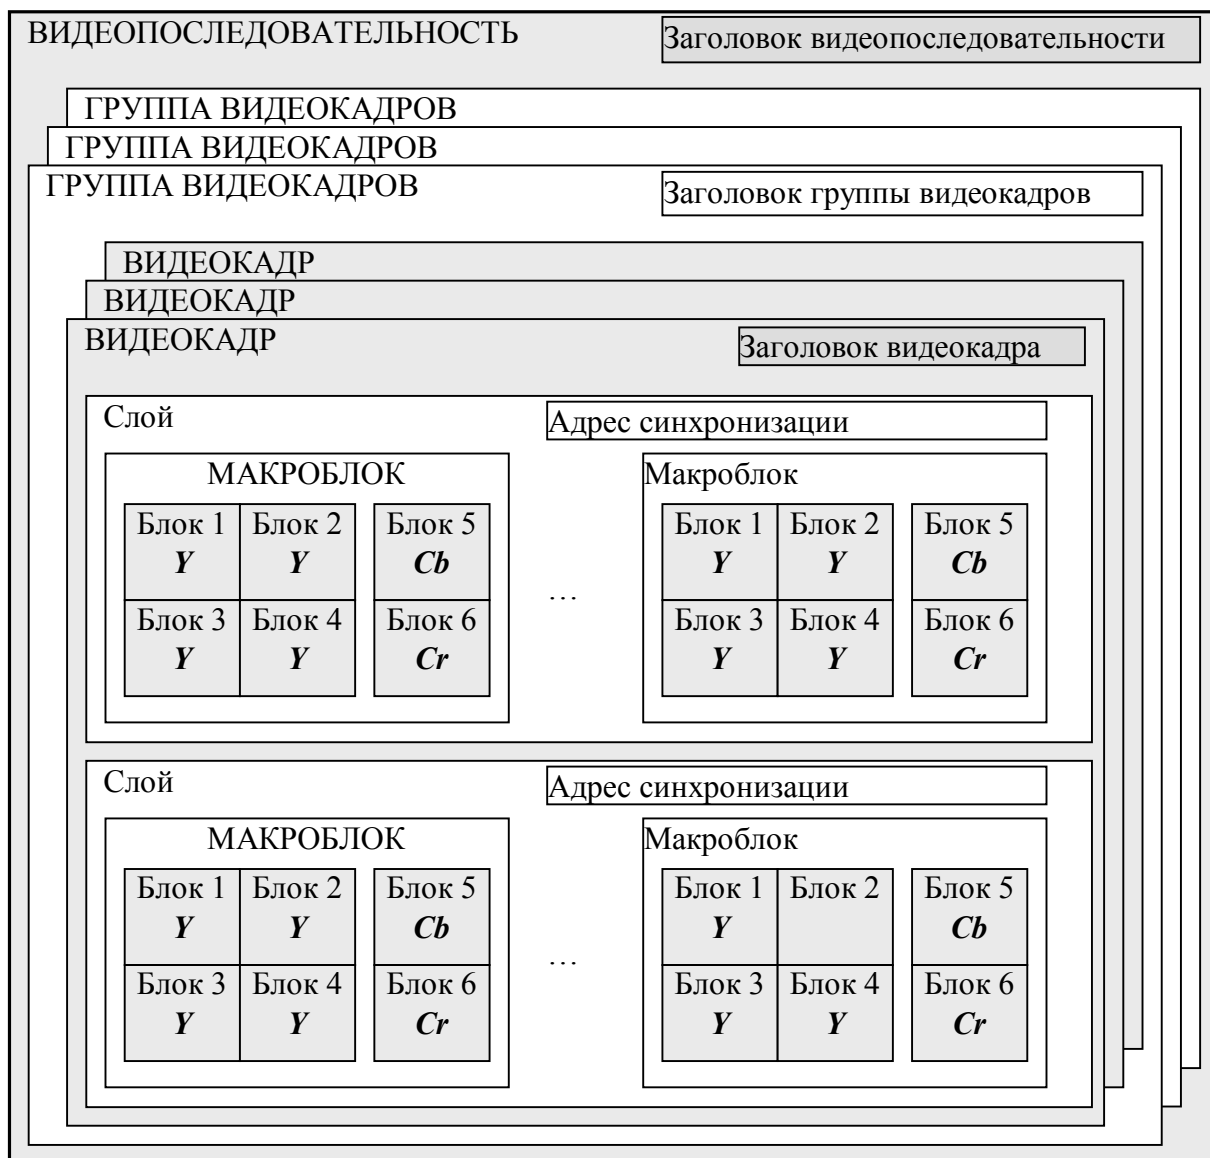 ВИДЕОПОСЛЕДОВАТЕЛЬНОСТЬ Заголовок видеопоследовательности
ГРУППА ВИДЕОКАДРОВ
ГРУППА ВИДЕОКАДРОВ
ГРУППА ВИДЕОКАДРОВ Заголовок группы видеокадров
ВИДЕОКАДР
ВИДЕОКАДР
ВИДЕОКАДР Заголовок видеокадра
Слой Адрес синхронизации
МАКРОБЛОК Макроблок
Блок 1 Блок 2 Блок 5 Блок 1 Блок 2 Блок 5
Y Y Cb Y Y Cb
...
Блок 3 Блок 4 Блок 6 Блок 3 Блок 4 Блок 6
Y Y Cr Y Y Cr
Слой Адрес синхронизации
МАКРОБЛОК Макроблок
Блок 1 Блок 2 Блок 5 Блок 1 Блок 2 Блок 5
Y Y Cb Y Cb
...
Блок 3 Блок 4 Блок 6 Блок 3 Блок 4 Блок 6
Y Y Cr Y Y Cr